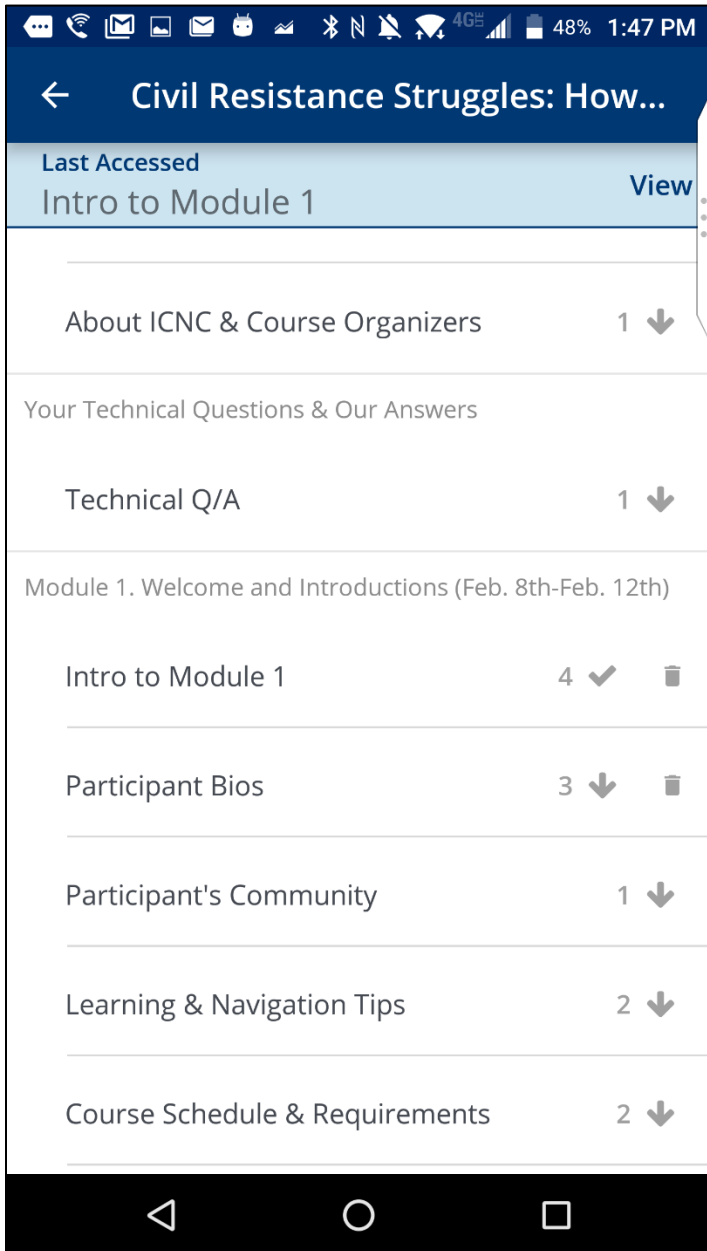 4G LTE 48% 1:47 PM
Civil Resistance Struggles: How...
Last Accessed
Intro to Module 1
View
About ICNC & Course Organizers 1
Your Technical Questions & Our Answers
Technical Q/A 1
Module 1. Welcome and Introductions (Feb. 8th-Feb. 12th)
Intro to Module 1 4
Participant Bios 3
Participant's Community 1
Learning & Navigation Tips 2
Course Schedule & Requirements 2